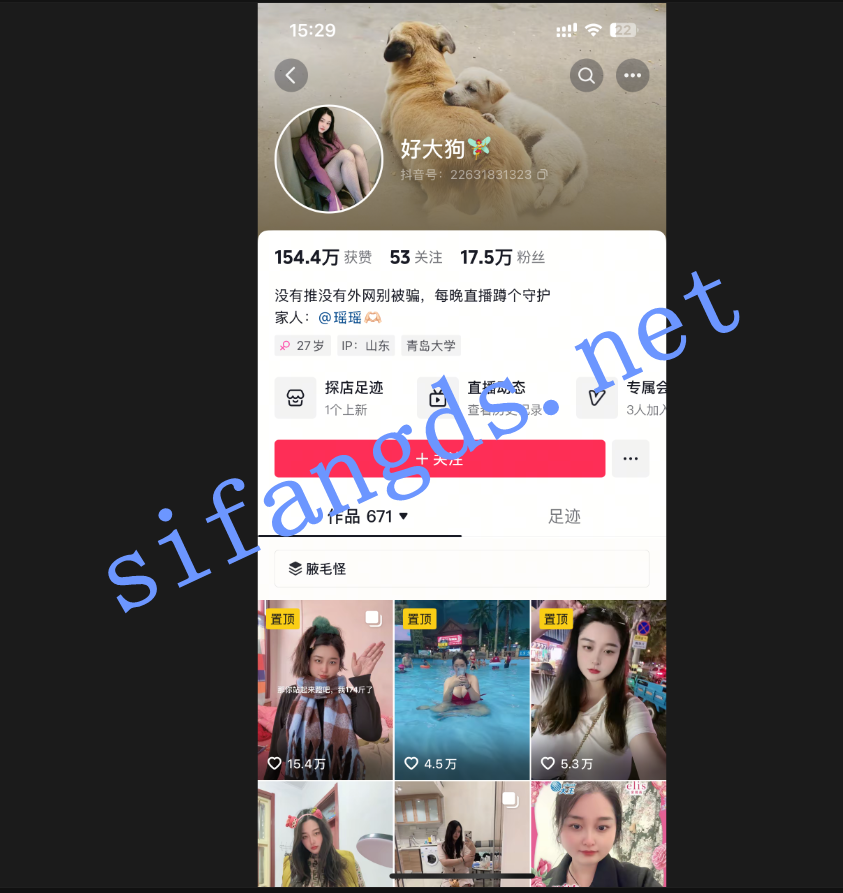 15:29
22
好大狗🧚
抖音号：22631831323
154.4万 获赞 53 关注 17.5万 粉丝
没有推没有外网别被骗，每晚直播蹲个守护
家人：@瑶瑶🫶🏻
27岁 IP：山东 青岛大学
探店足迹 直播动态 专属会
1个上新 查看历史记录 3人加入
+ 关注
作品 671 ▼ 足迹
腋毛怪
置顶 置顶 置顶
我174斤了
15.4万 4.5万 5.3万
elis
sifangds.net